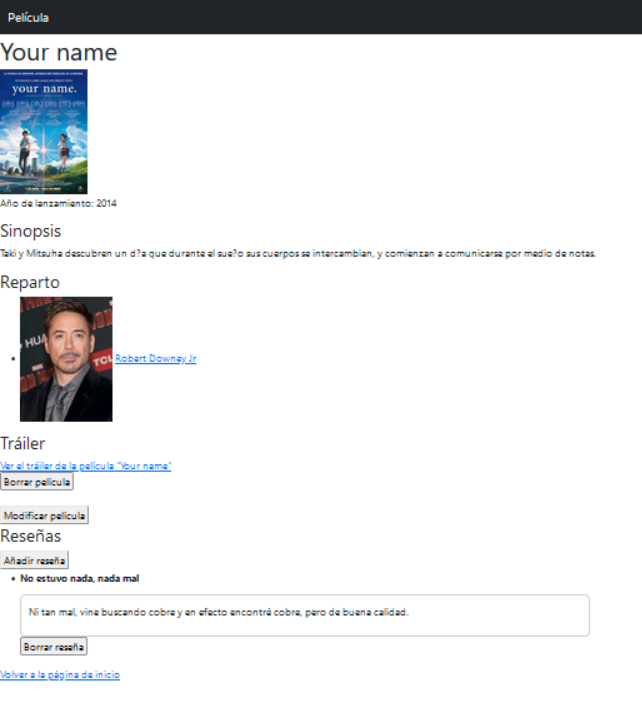 Película
Your name
your name.
Año de lanzamiento: 2014
Sinopsis
Taki y Mitsuha descubren un d?a que durante el sue?o sus cuerpos se intercambian, y comienzan a comunicarse por medio de notas.
Reparto
HUA
TCL
Robert Downey Jr
Tráiler
Ver el tráiler de la película "Your name"
Borrar película
Modificar película
Reseñas
Añadir reseña
No estuvo nada, nada mal
Ni tan mal, vine buscando cobre y en efecto encontré cobre, pero de buena calidad.
Borrar reseña
Volver a la página de inicio